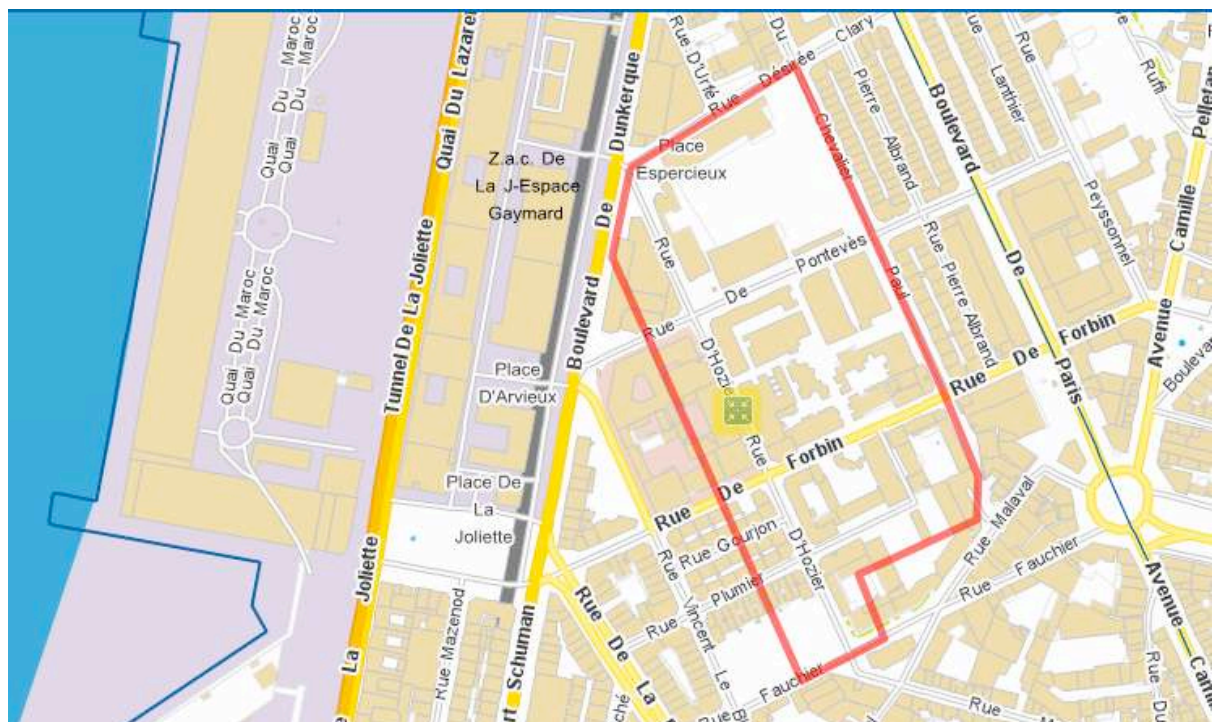 Quai Du Maroc
Quai Du Maroc
Quai Du Lazaret
Rue D'Urfé
Du
Rue Désirée Clary
Boulevard De Dunkerque
Z.a.c. De
La J-Espace
Gaymard
Place
Espercieux
Chevalier
Paul
Pierre Albrand
Rue Pierre Albrand
Boulevard De Paris
Rue
Lanthier
Rue
Peyssonnel
Ruffi
Pelletan
Avenue Camille
Boulevard
Quai Du Maroc
Quai Du Maroc
Tunnel De La Joliette
Rue De Pontevès
Rue D'Hozier
Rue De Forbin
Place
D'Arvieux
Rue De Forbin
Rue D'Hozier
Place De
La
Joliette
Rue Gourjon
Rue Plumier
Rue Malaval
Rue Fauchier
La Joliette
Rue Mazenod
Schuman
Rue De La
Rue Vincent Le
Fauchier
Rue
Rue Du
Avenue